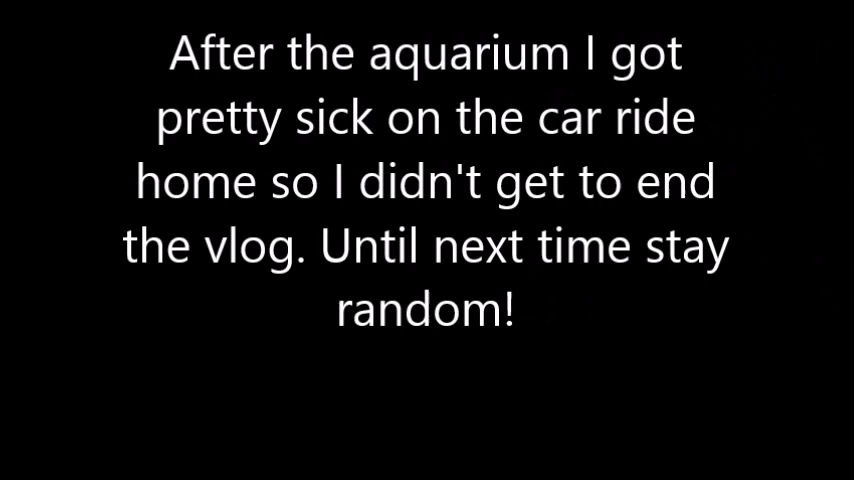 After the aquarium I got
pretty sick on the car ride
home so I didn't get to end
the vlog. Until next time stay
random!